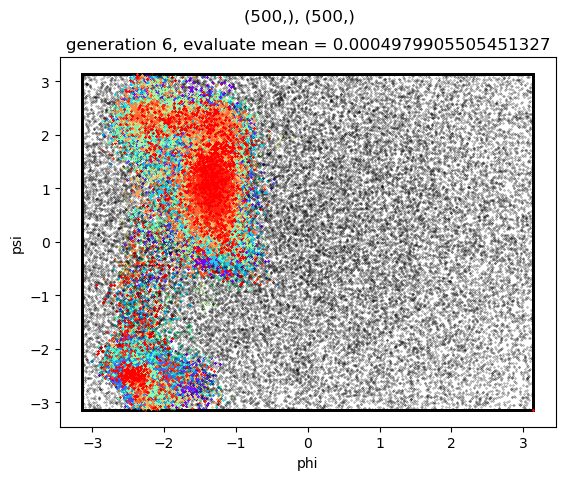 (500,), (500,)
generation 6, evaluate mean = 0.0004979905505451327
3
2
1
0
−1
−2
−3
psi
−3 −2 −1 0 1 2 3
phi